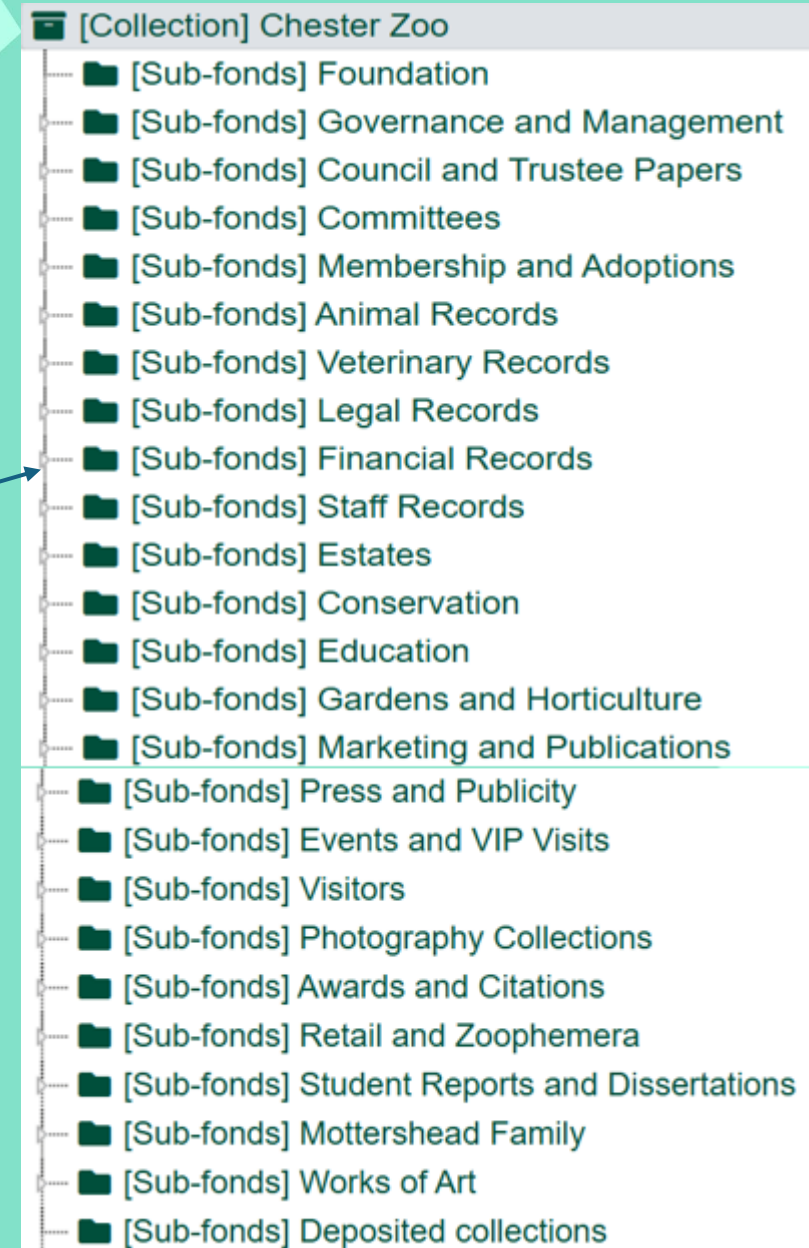 [Collection] Chester Zoo
[Sub-fonds] Foundation
[Sub-fonds] Governance and Management
[Sub-fonds] Council and Trustee Papers
[Sub-fonds] Committees
[Sub-fonds] Membership and Adoptions
[Sub-fonds] Animal Records
[Sub-fonds] Veterinary Records
[Sub-fonds] Legal Records
[Sub-fonds] Financial Records
[Sub-fonds] Staff Records
[Sub-fonds] Estates
[Sub-fonds] Conservation
[Sub-fonds] Education
[Sub-fonds] Gardens and Horticulture
[Sub-fonds] Marketing and Publications
[Sub-fonds] Press and Publicity
[Sub-fonds] Events and VIP Visits
[Sub-fonds] Visitors
[Sub-fonds] Photography Collections
[Sub-fonds] Awards and Citations
[Sub-fonds] Retail and Zoophemera
[Sub-fonds] Student Reports and Dissertations
[Sub-fonds] Mottershead Family
[Sub-fonds] Works of Art
[Sub-fonds] Deposited collections